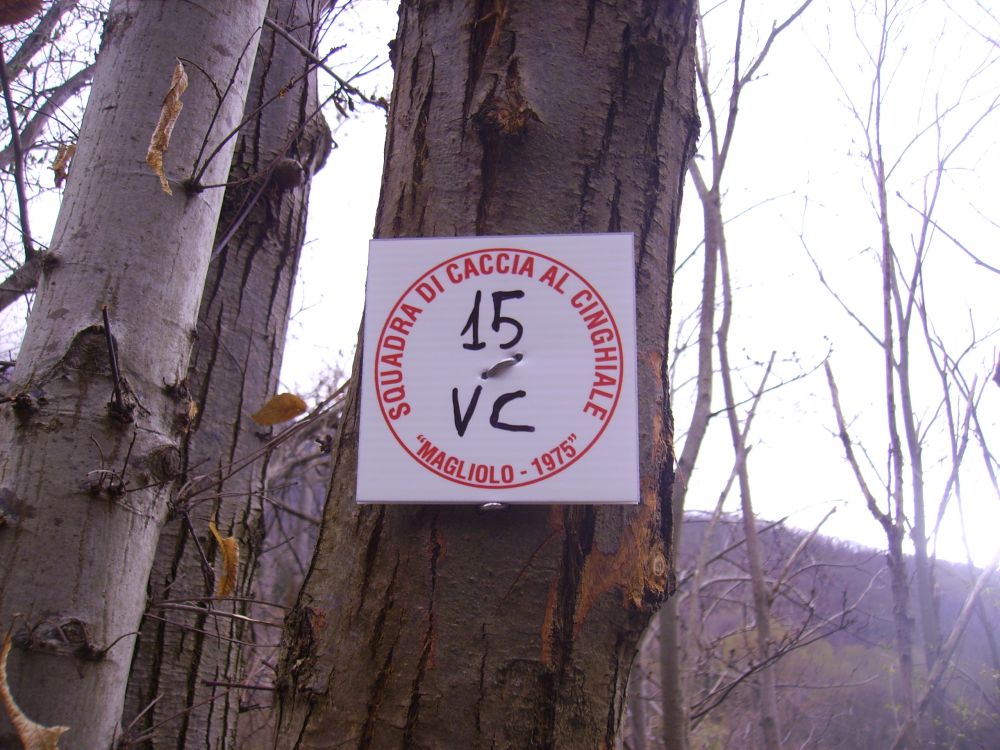 SQUADRA DI CACCIA AL CINGHIALE
15
VC
"MAGLIOLO - 1975"